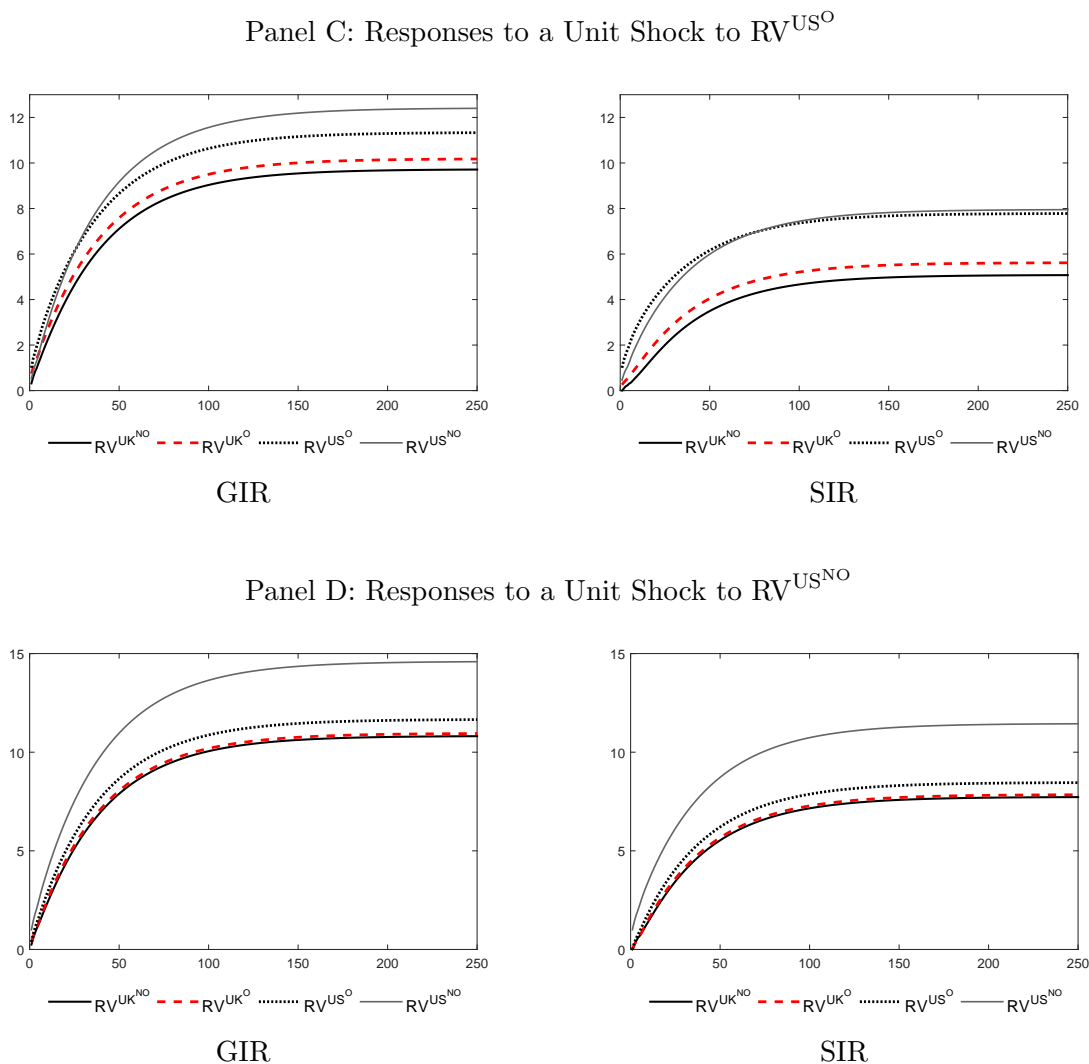 Panel C: Responses to a Unit Shock to RV^US^O
12
10
8
6
4
2
0
0 50 100 150 200 250
RV^UK^NO RV^UK^O RV^US^O RV^US^NO
GIR
12
10
8
6
4
2
0
0 50 100 150 200 250
RV^UK^NO RV^UK^O RV^US^O RV^US^NO
SIR
Panel D: Responses to a Unit Shock to RV^US^NO
15
10
5
0
0 50 100 150 200 250
RV^UK^NO RV^UK^O RV^US^O RV^US^NO
GIR
15
10
5
0
0 50 100 150 200 250
RV^UK^NO RV^UK^O RV^US^O RV^US^NO
SIR